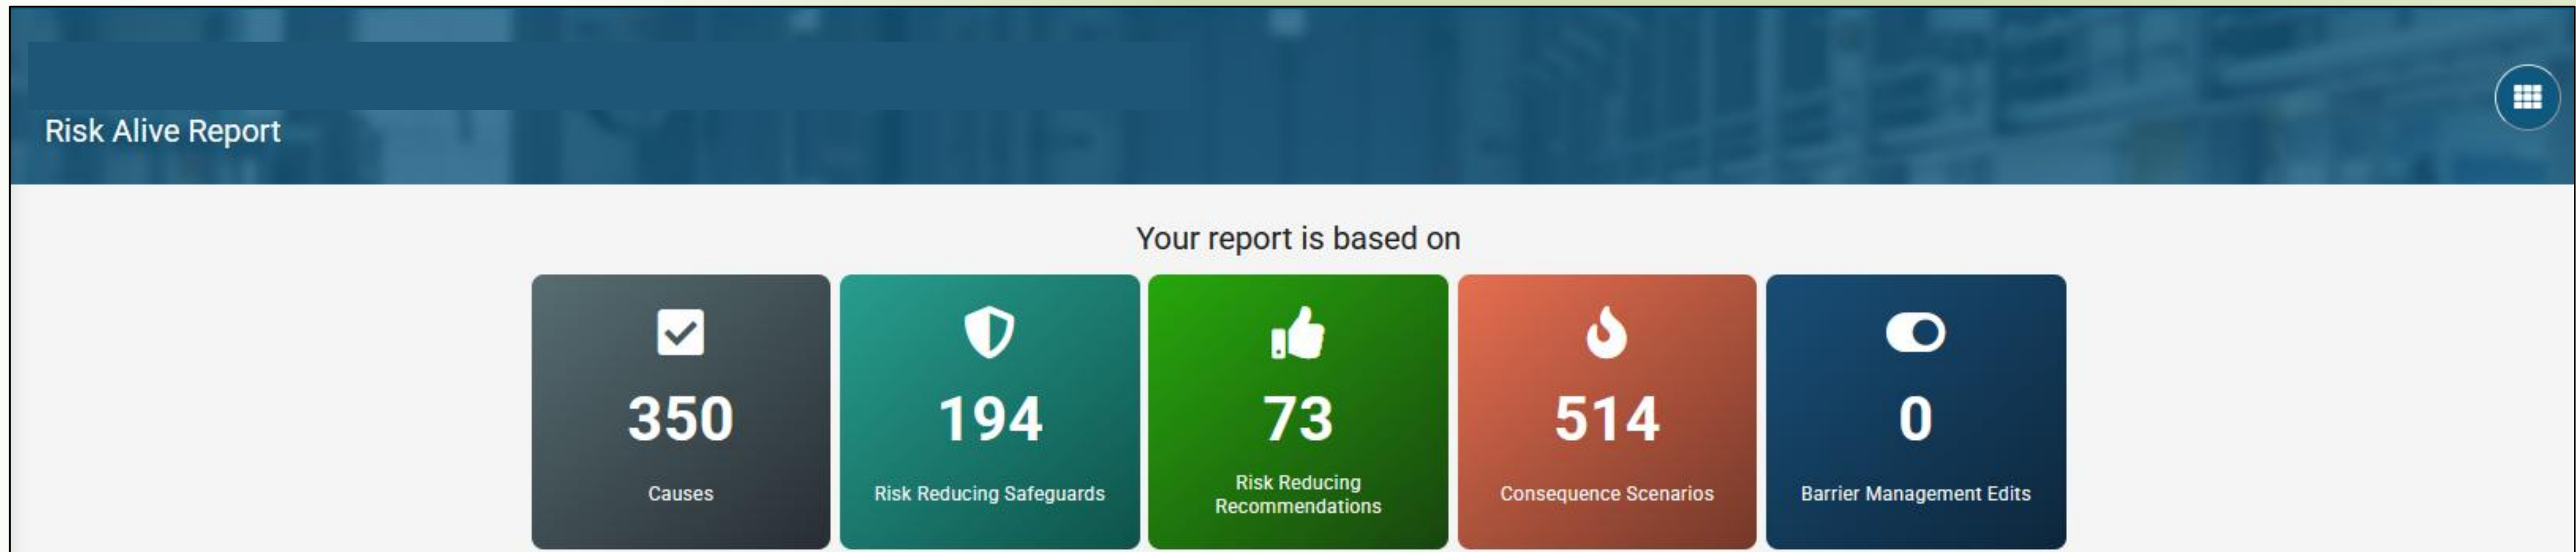 Risk Alive Report
Your report is based on
350
Causes
194
Risk Reducing Safeguards
73
Risk Reducing
Recommendations
514
Consequence Scenarios
0
Barrier Management Edits